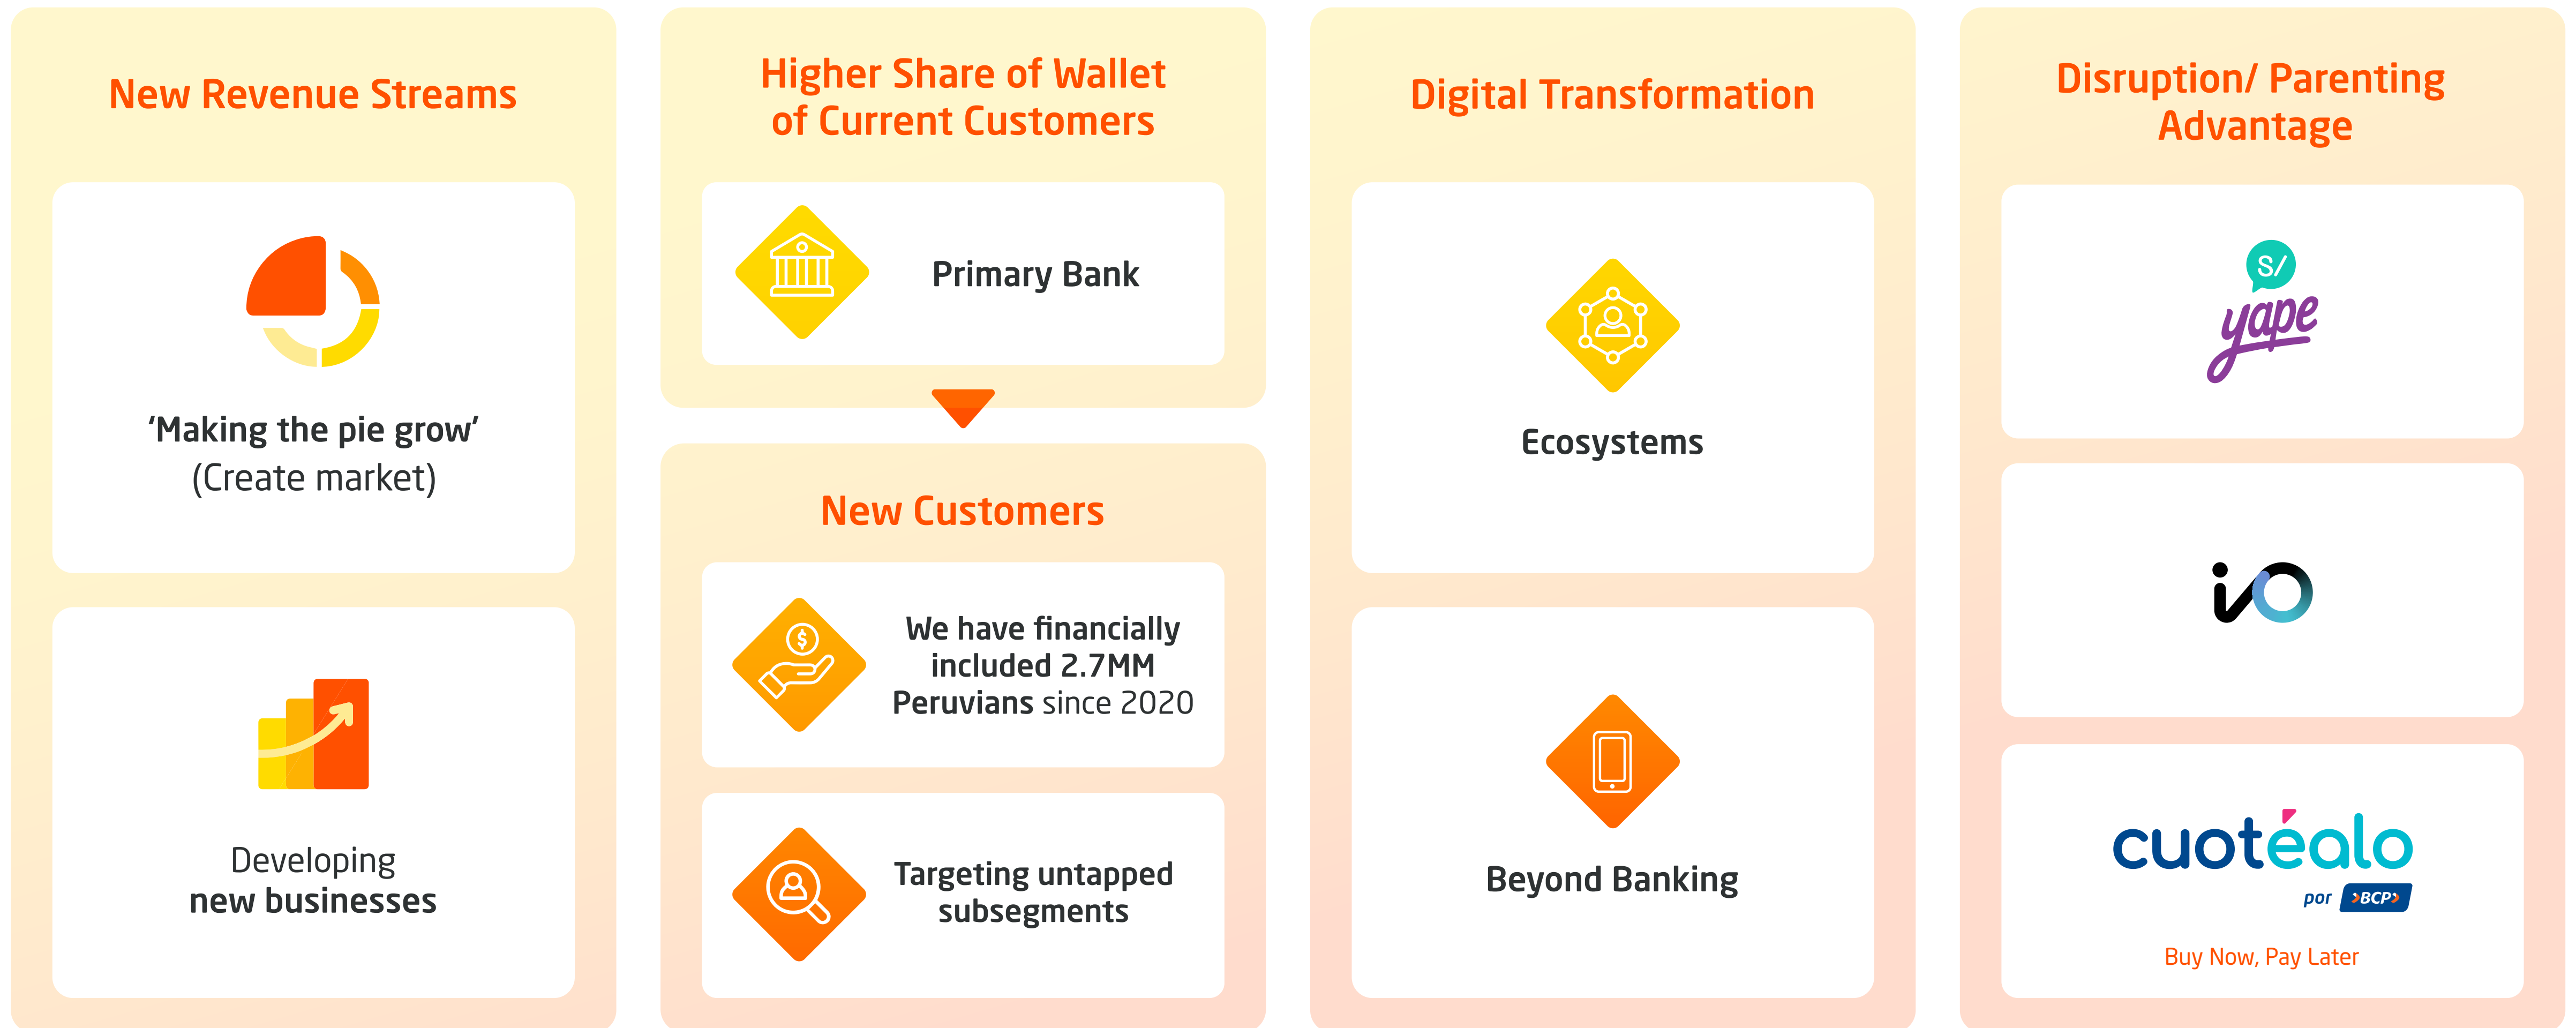 New Revenue Streams
‘Making the pie grow’
(Create market)
Developing
new businesses
Higher Share of Wallet
of Current Customers
Primary Bank
New Customers
$
We have financially
included 2.7MM
Peruvians since 2020
Targeting untapped
subsegments
Digital Transformation
Ecosystems
Beyond Banking
Disruption/ Parenting
Advantage
S/
yape
iO
cuotéalo
por BCP
Buy Now, Pay Later